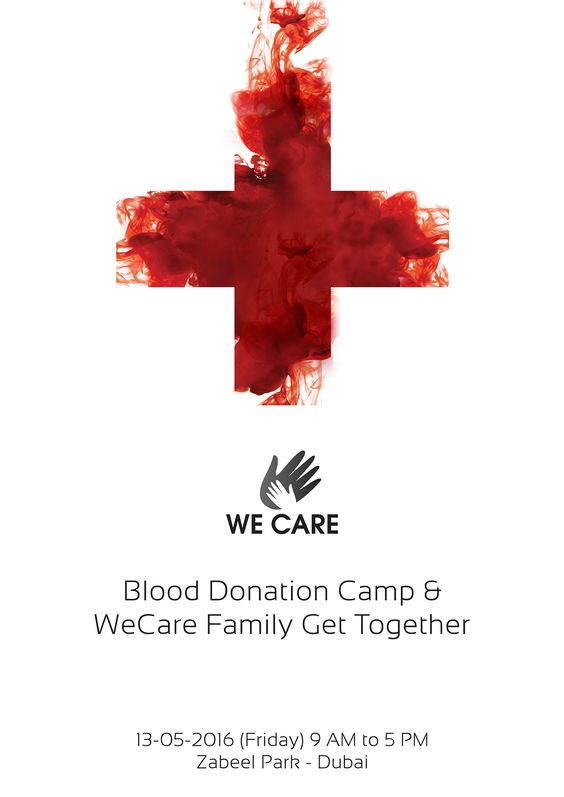 WE CARE
Blood Donation Camp &
WeCare Family Get Together
13-05-2016 (Friday) 9 AM to 5 PM
Zabeel Park - Dubai